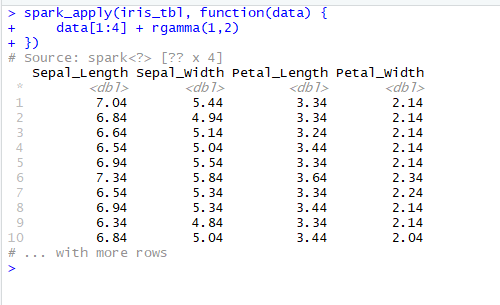 > spark_apply(iris_tbl, function(data) {
+     data[1:4] + rgamma(1,2)
+ })
# Source: spark<?> [?? x 4]
   Sepal_Length Sepal_Width Petal_Length Petal_Width
 *        <dbl>       <dbl>        <dbl>       <dbl>
 1         7.04        5.44         3.34        2.14
 2         6.84        4.94         3.34        2.14
 3         6.64        5.14         3.24        2.14
 4         6.54        5.04         3.44        2.14
 5         6.94        5.54         3.34        2.14
 6         7.34        5.84         3.64        2.34
 7         6.54        5.34         3.34        2.24
 8         6.94        5.34         3.44        2.14
 9         6.34        4.84         3.34        2.14
10         6.84        5.04         3.44        2.04
# ... with more rows
>